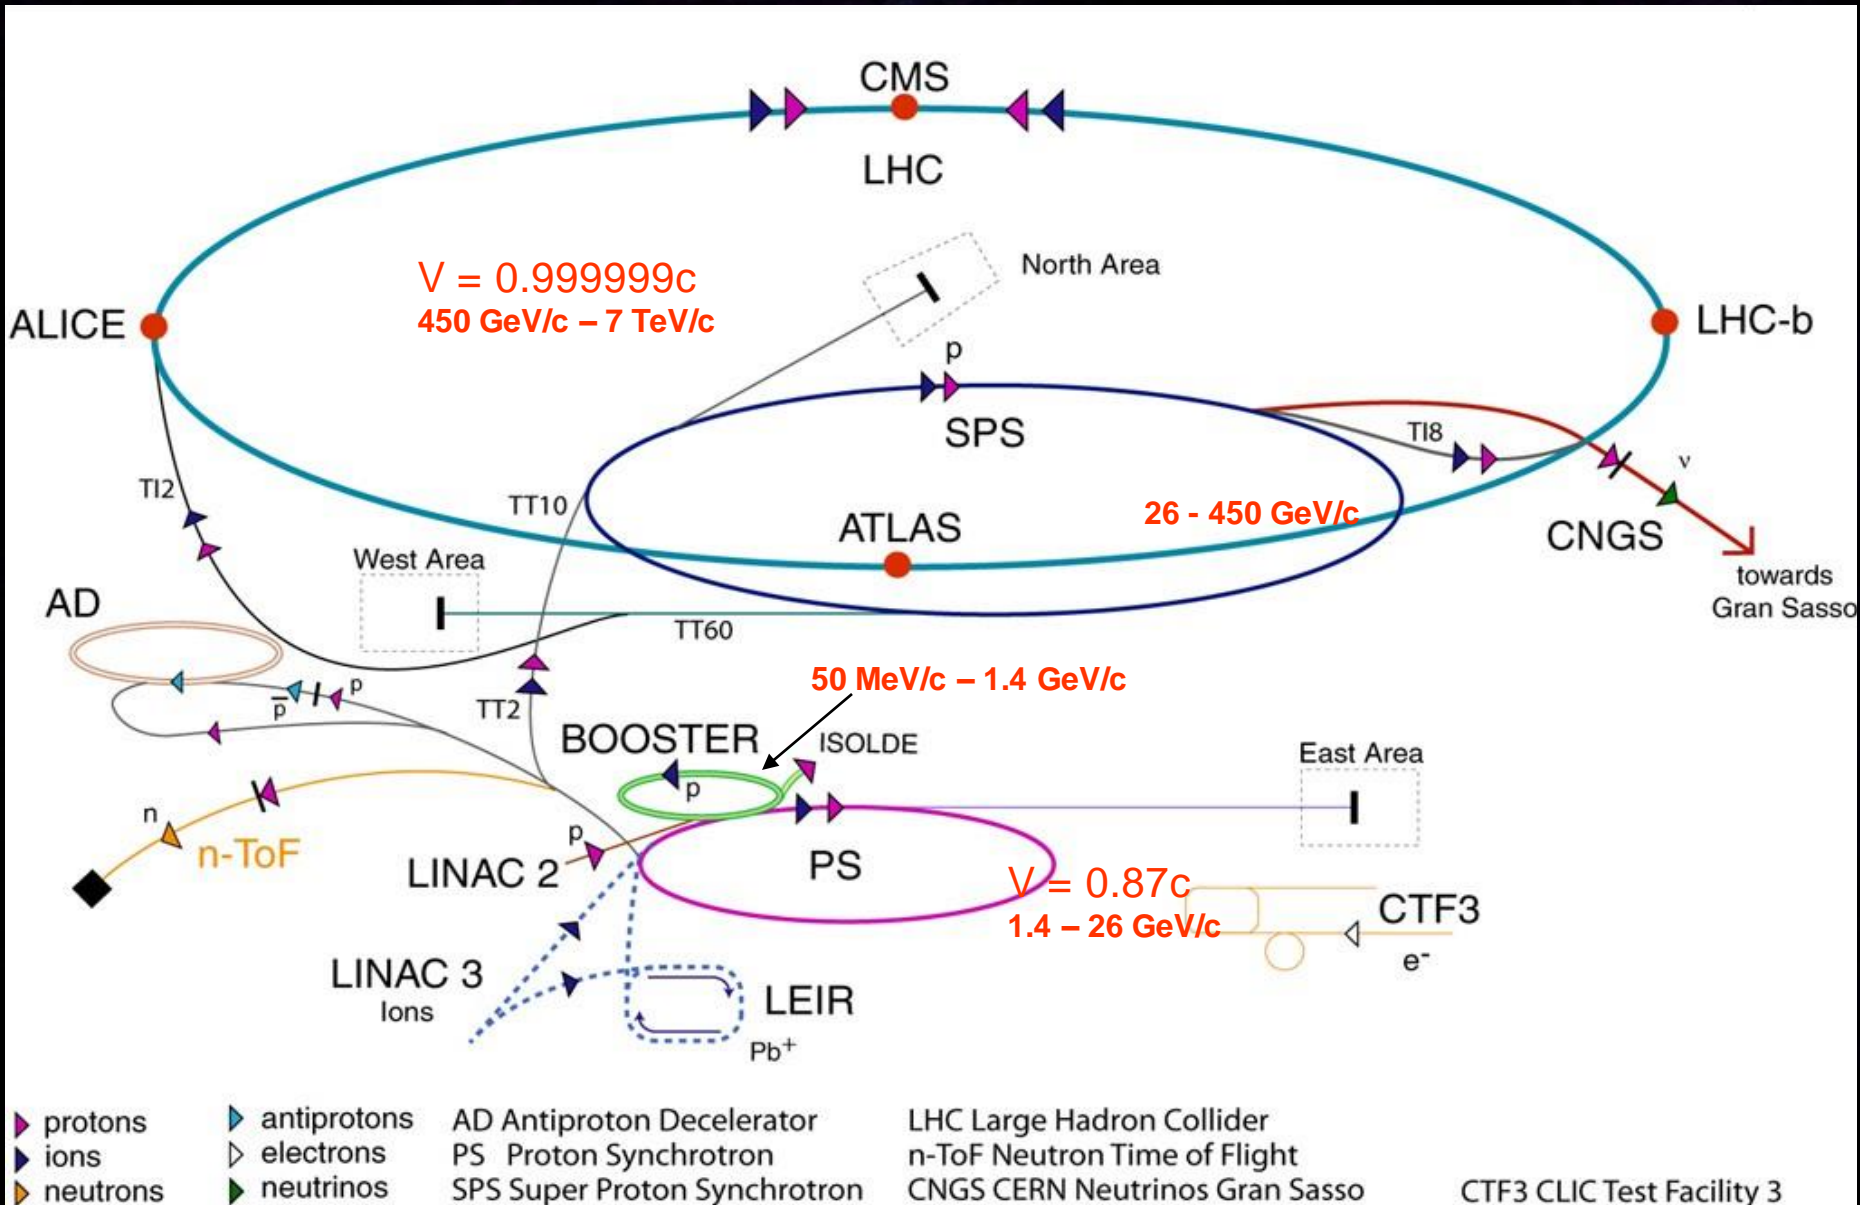 CMS
LHC
V = 0.999999c
450 GeV/c – 7 TeV/c
North Area
ALICE
LHC-b
p
SPS
TI8
ν
TI2
TT10
ATLAS
26 - 450 GeV/c
CNGS
West Area
towards
Gran Sasso
AD
TT60
50 MeV/c – 1.4 GeV/c
p
p̅
TT2
BOOSTER
ISOLDE
East Area
p
n
n-ToF
p
LINAC 2
PS
V = 0.87c
1.4 – 26 GeV/c
CTF3
e⁻
LINAC 3
Ions
LEIR
Pb⁺
protons
ions
neutrons
antiprotons
electrons
neutrinos
AD Antiproton Decelerator
PS Proton Synchrotron
SPS Super Proton Synchrotron
LHC Large Hadron Collider
n-ToF Neutron Time of Flight
CNGS CERN Neutrinos Gran Sasso
CTF3 CLIC Test Facility 3